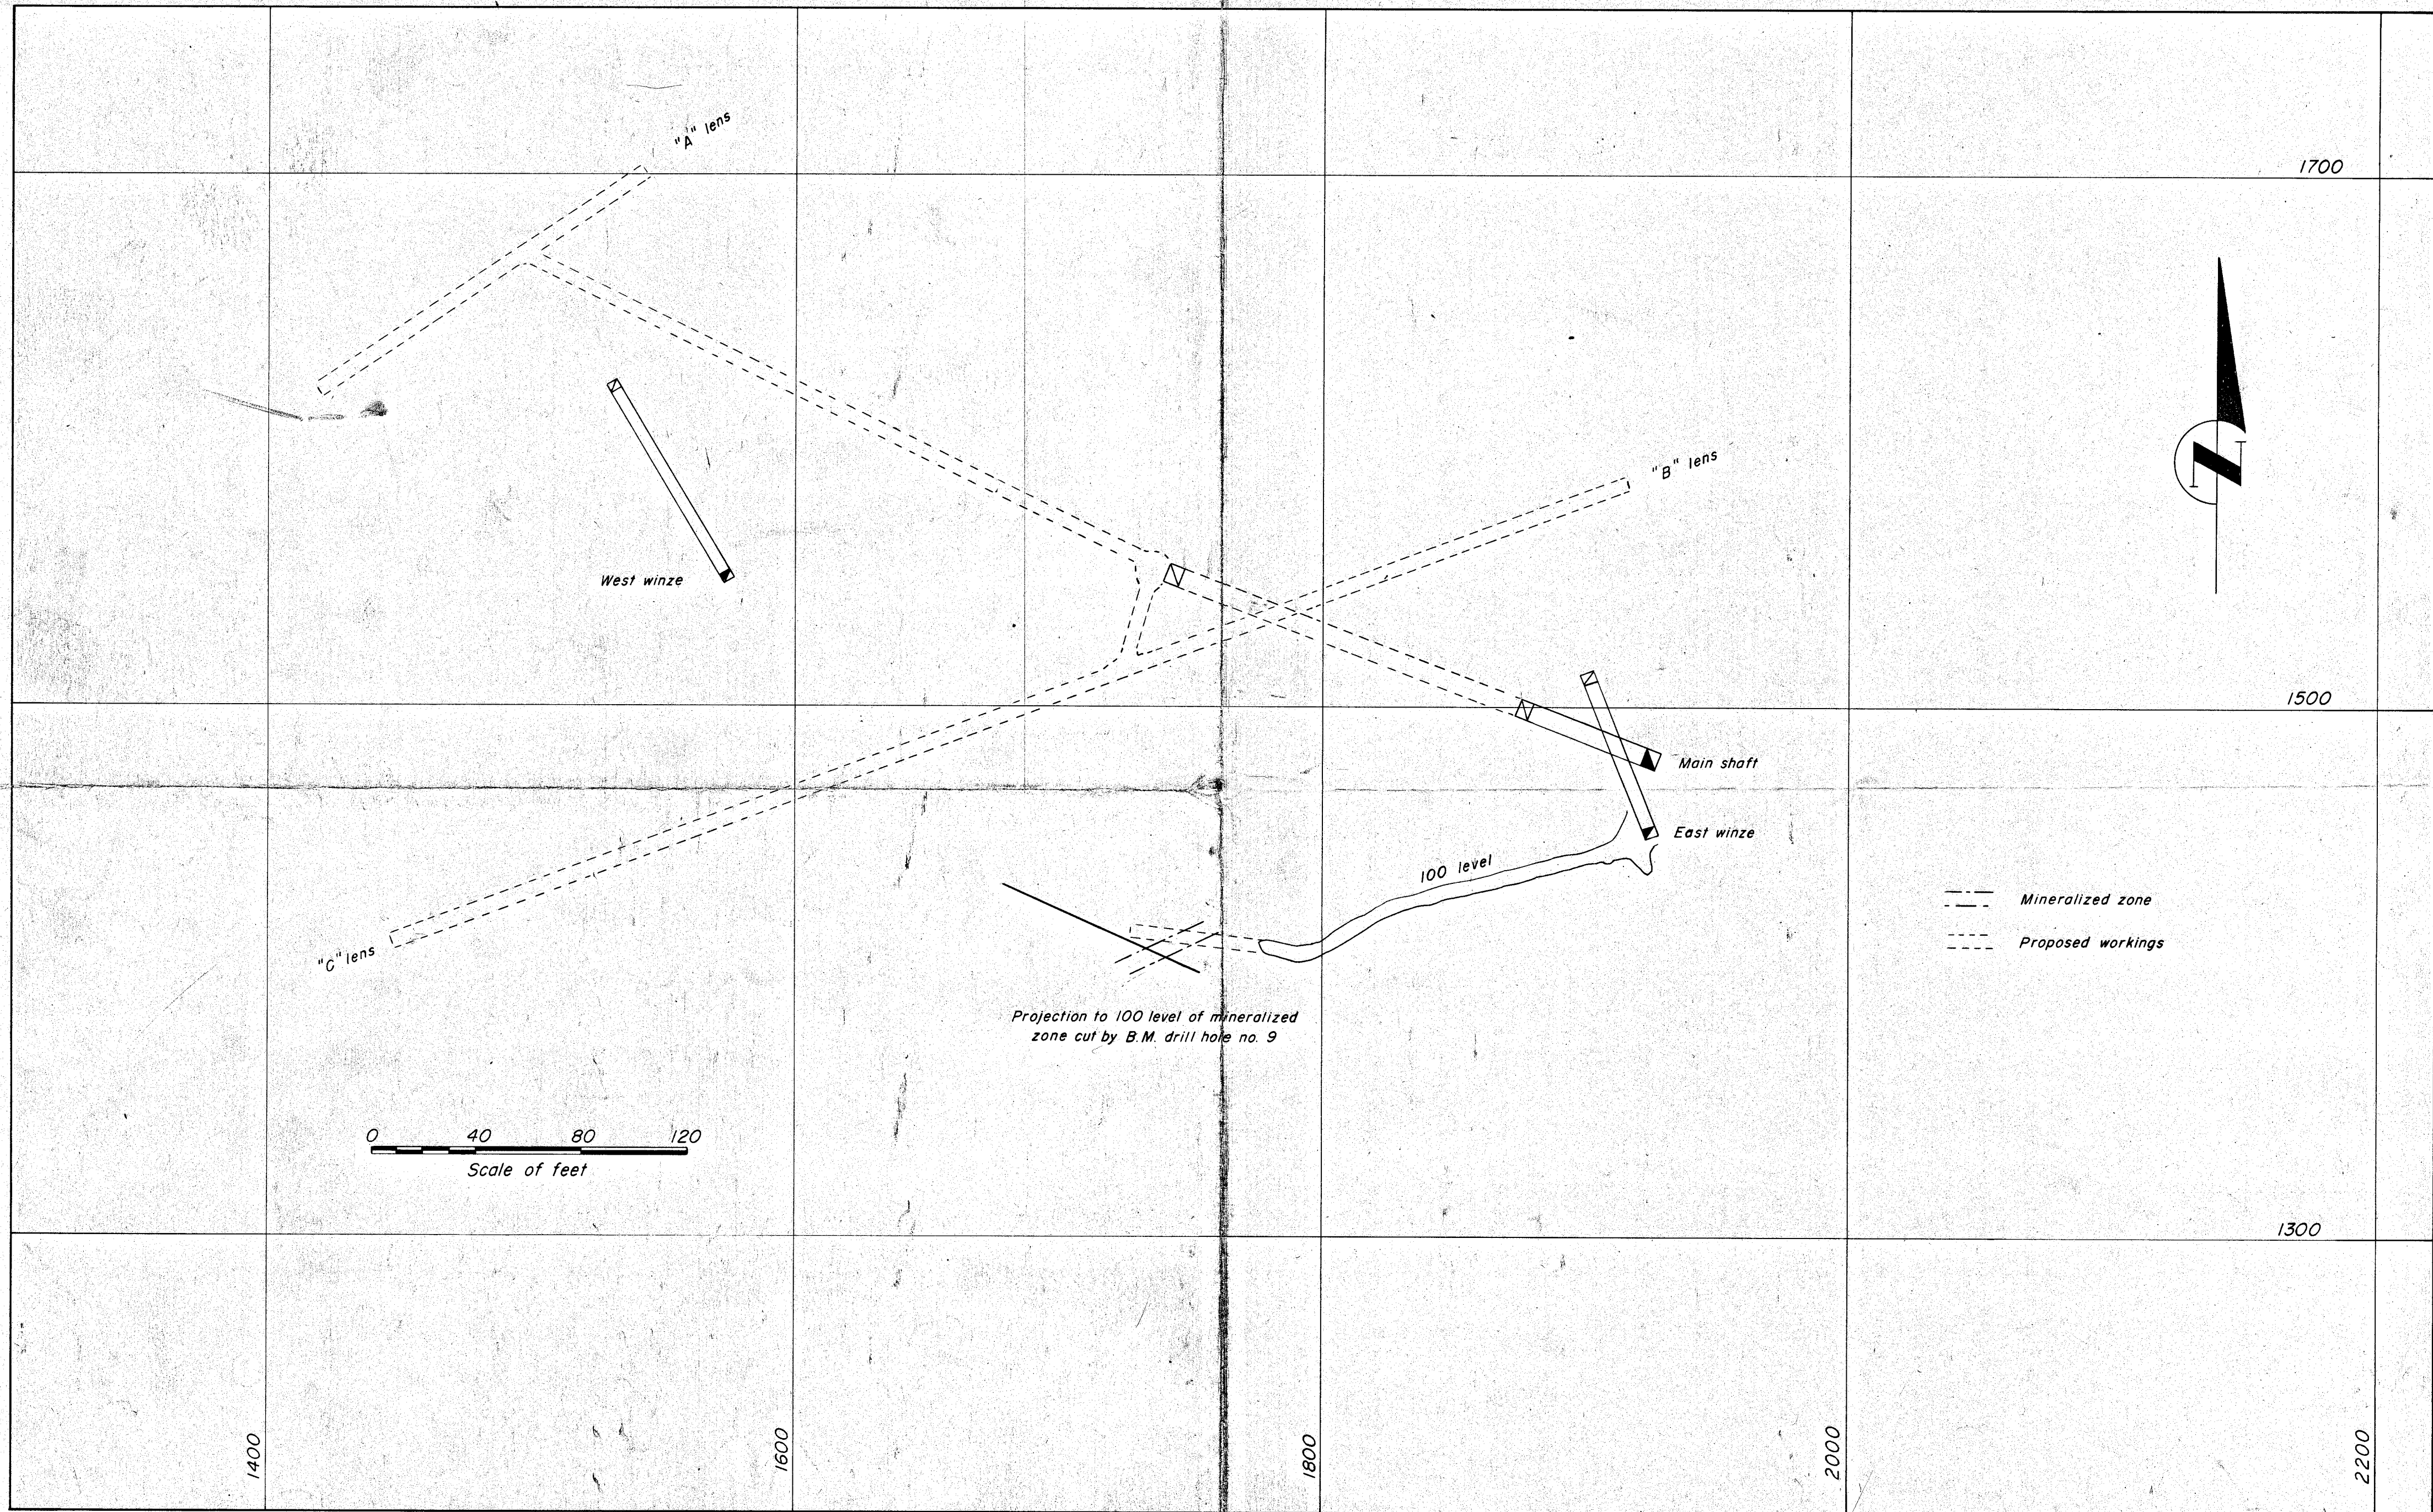 "A" lens
1700
"B" lens
N
West winze
1500
Main shaft
East winze
100 level
Mineralized zone
Proposed workings
"C" lens
Projection to 100 level of mineralized
zone cut by B.M. drill hole no. 9
0 40 80 120
Scale of feet
1300
1400
1600
1800
2000
2200